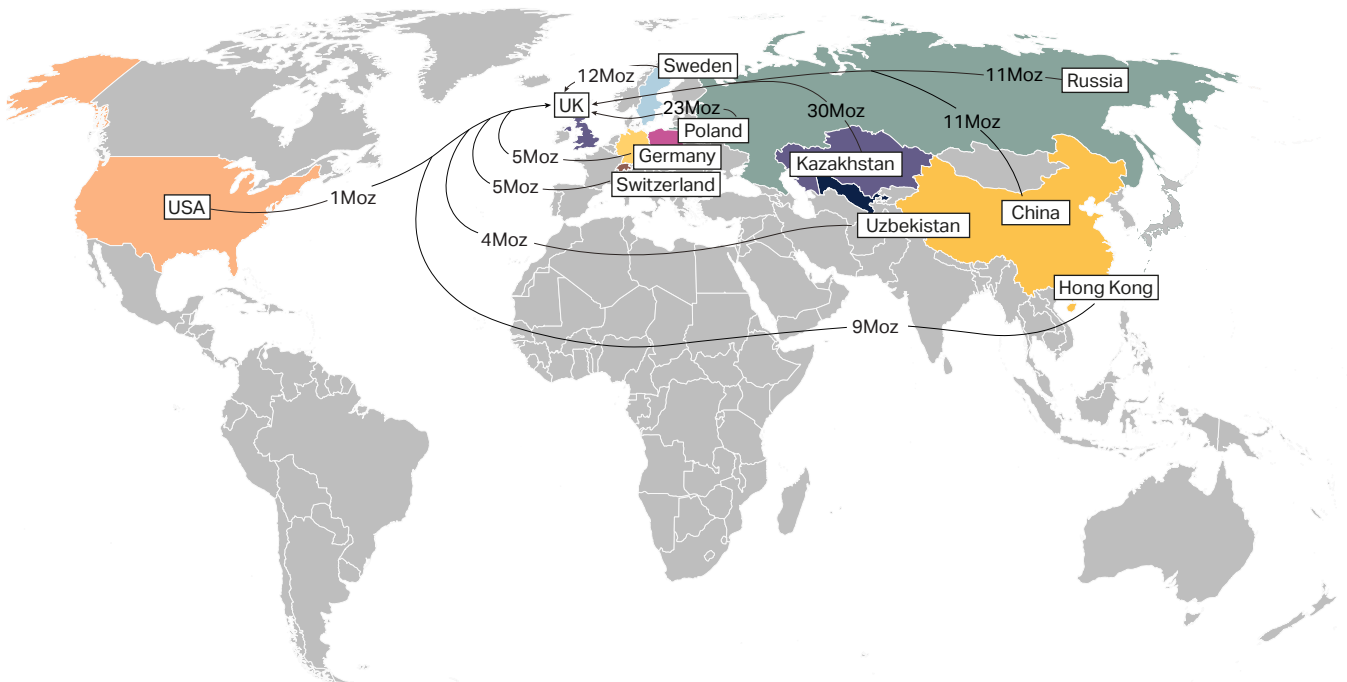 Sweden
12Moz
11Moz
Russia
UK
23Moz
30Moz
11Moz
Poland
5Moz
Germany
Kazakhstan
5Moz
Switzerland
1Moz
USA
China
4Moz
Uzbekistan
Hong Kong
9Moz